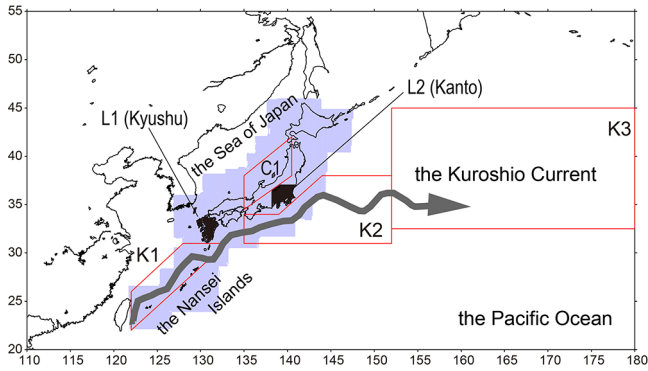 55
50
45
40
35
30
25
20
L1 (Kyushu)
the Sea of Japan
L2 (Kanto)
C1
K3
the Kuroshio Current
K1
K2
the Nansei
Islands
the Pacific Ocean
110 115 120 125 130 135 140 145 150 155 160 165 170 175 180